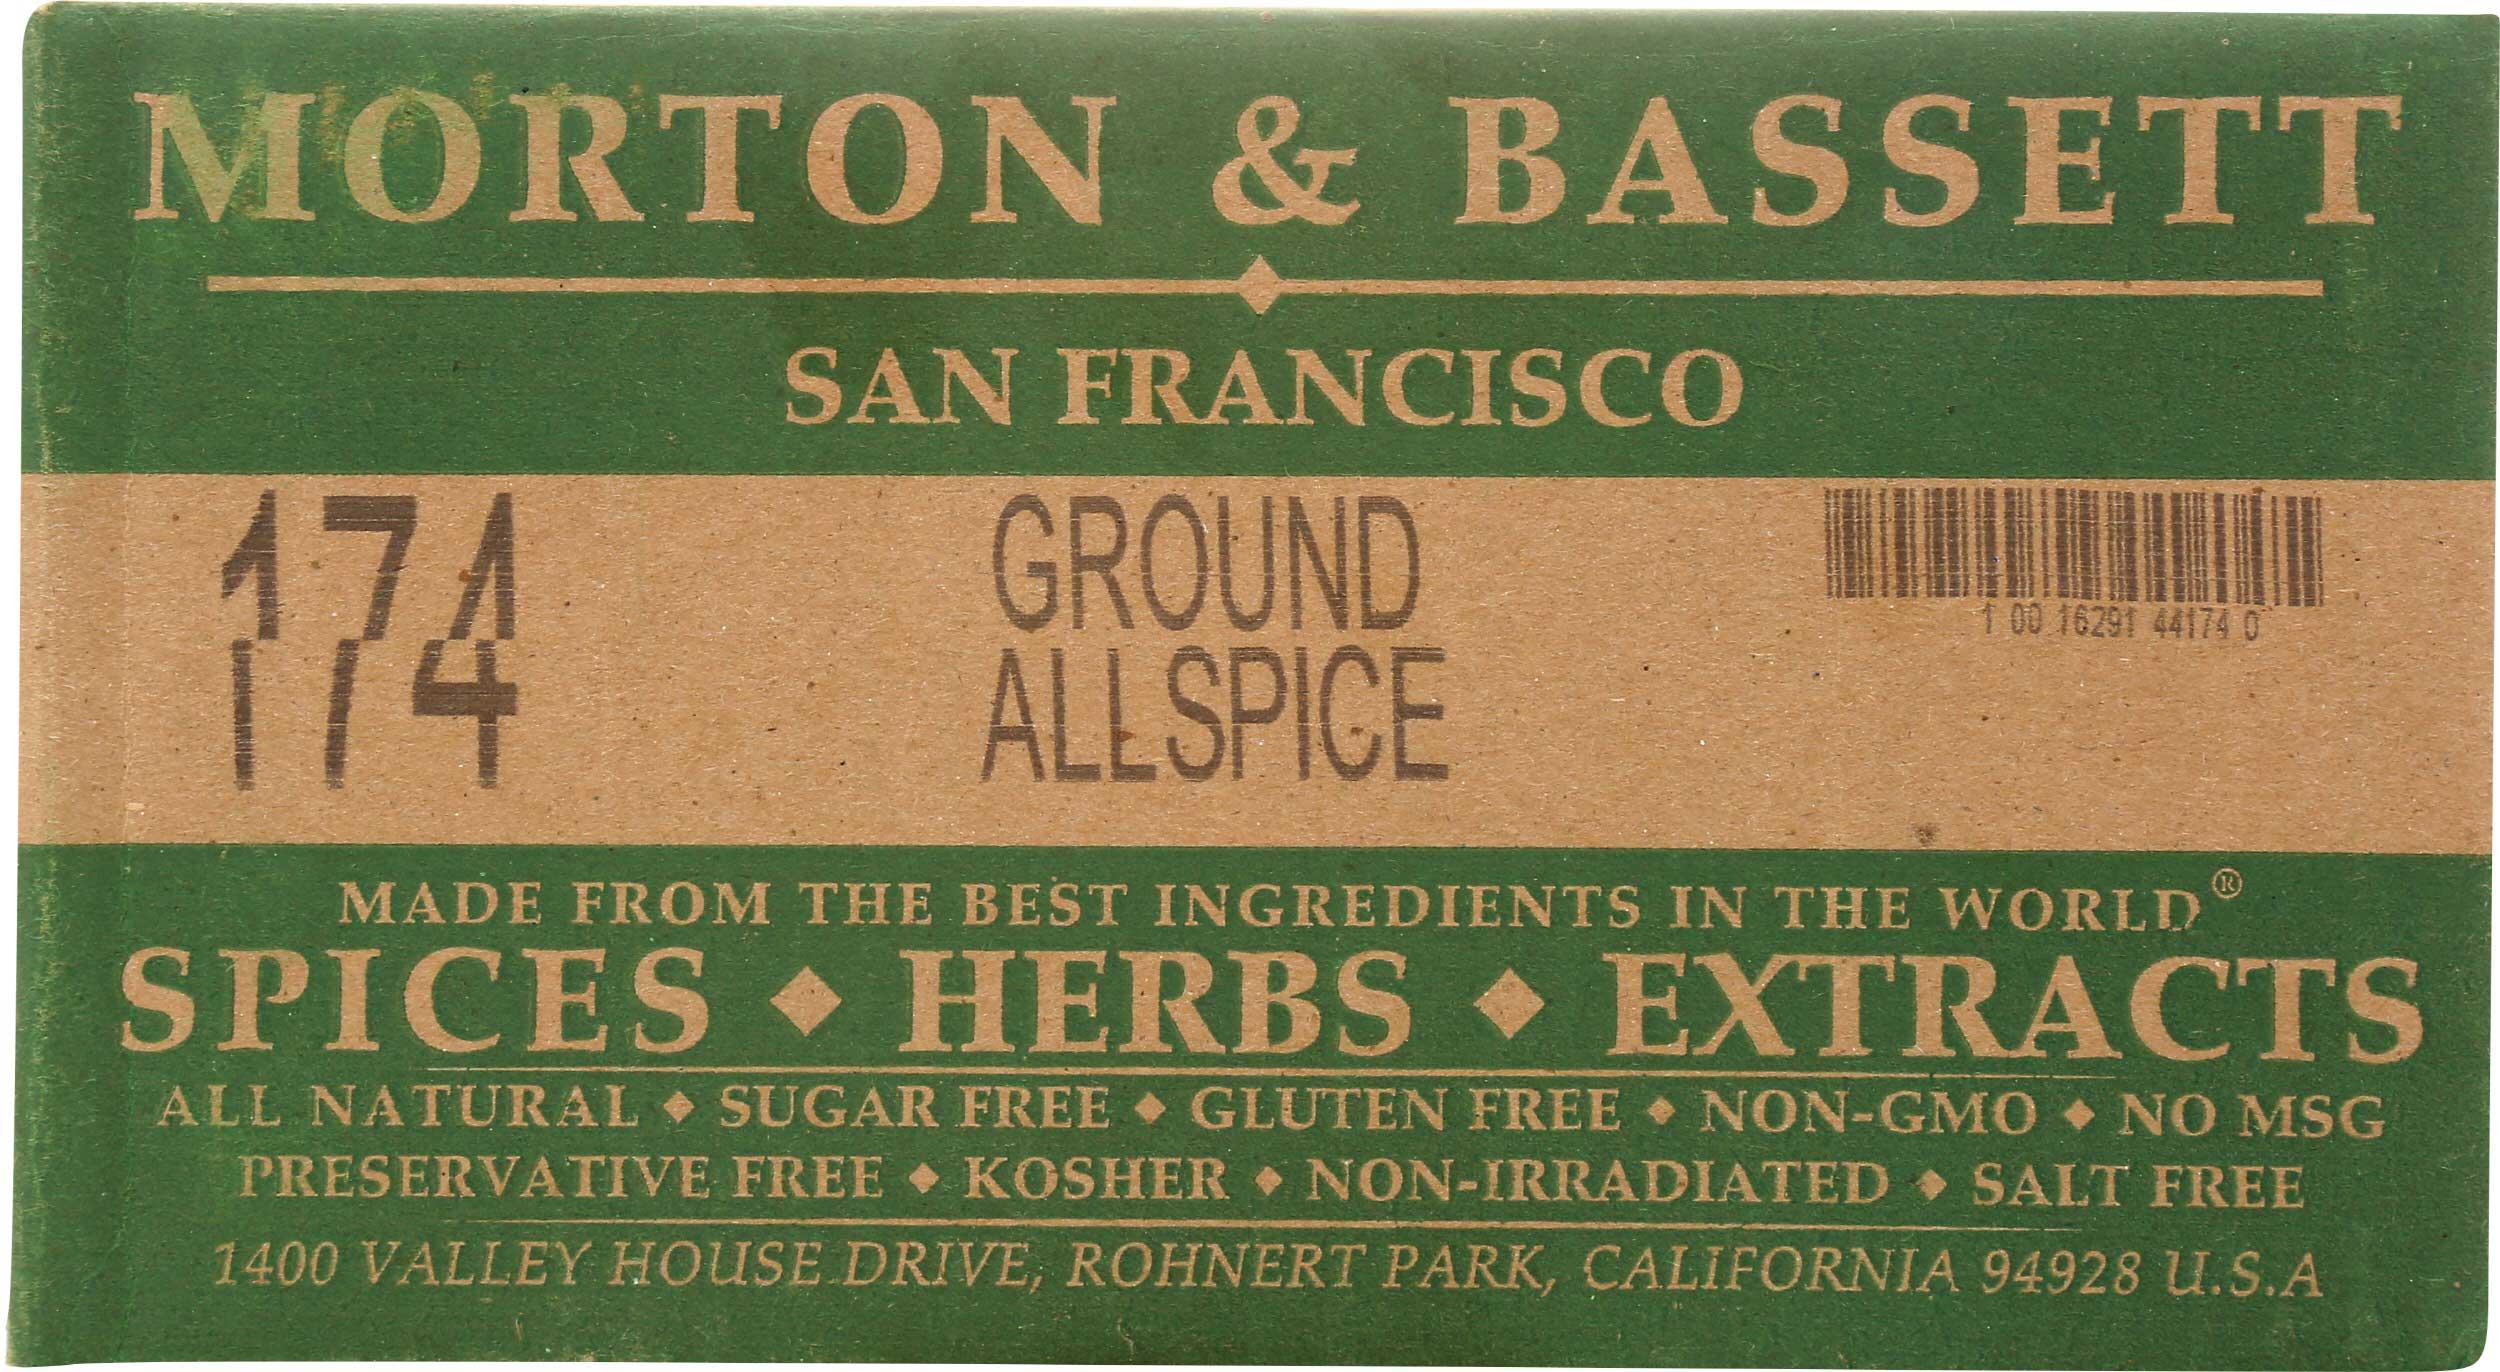 MORTON & BASSETT
SAN FRANCISCO
174
GROUND
ALLSPICE
1 00 16291 44174 0
MADE FROM THE BEST INGREDIENTS IN THE WORLD®
SPICES ◆ HERBS ◆ EXTRACTS
ALL NATURAL ◆ SUGAR FREE ◆ GLUTEN FREE ◆ NON-GMO ◆ NO MSG
PRESERVATIVE FREE ◆ KOSHER ◆ NON-IRRADIATED ◆ SALT FREE
1400 VALLEY HOUSE DRIVE, ROHNERT PARK, CALIFORNIA 94928 U.S.A